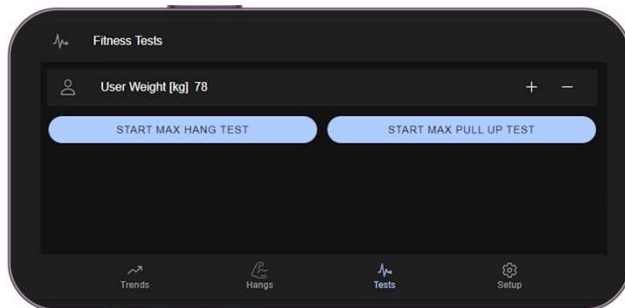 Fitness Tests
User Weight [kg] 78 + −
START MAX HANG TEST
START MAX PULL UP TEST
Trends
Hangs
Tests
Setup